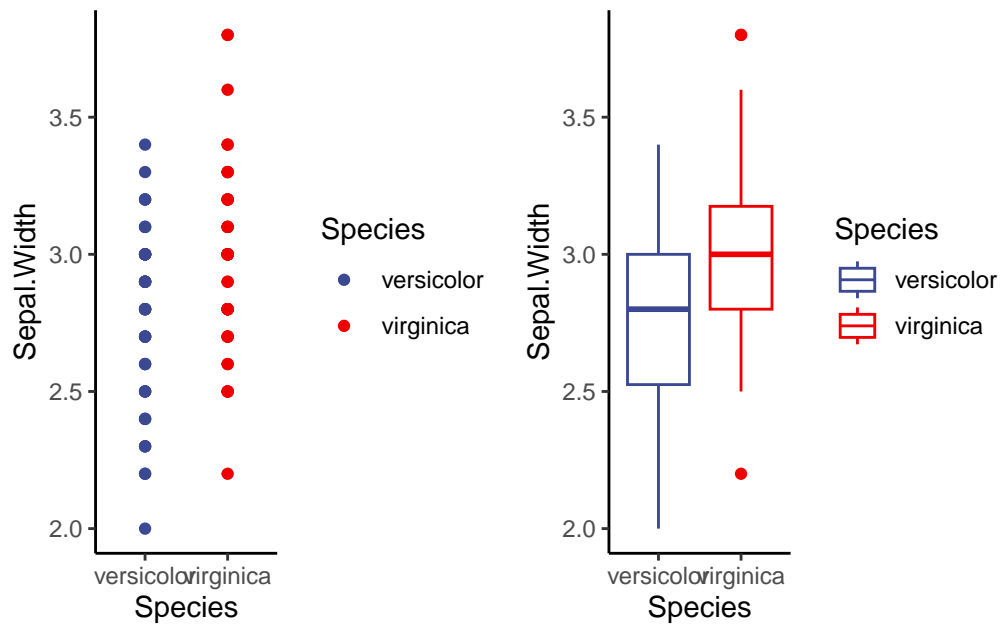 3.5
3.0
2.5
2.0
Sepal.Width
versicolor
virginica
Species
Species
versicolor
virginica
3.5
3.0
2.5
2.0
Sepal.Width
versicolor
virginica
Species
Species
versicolor
virginica